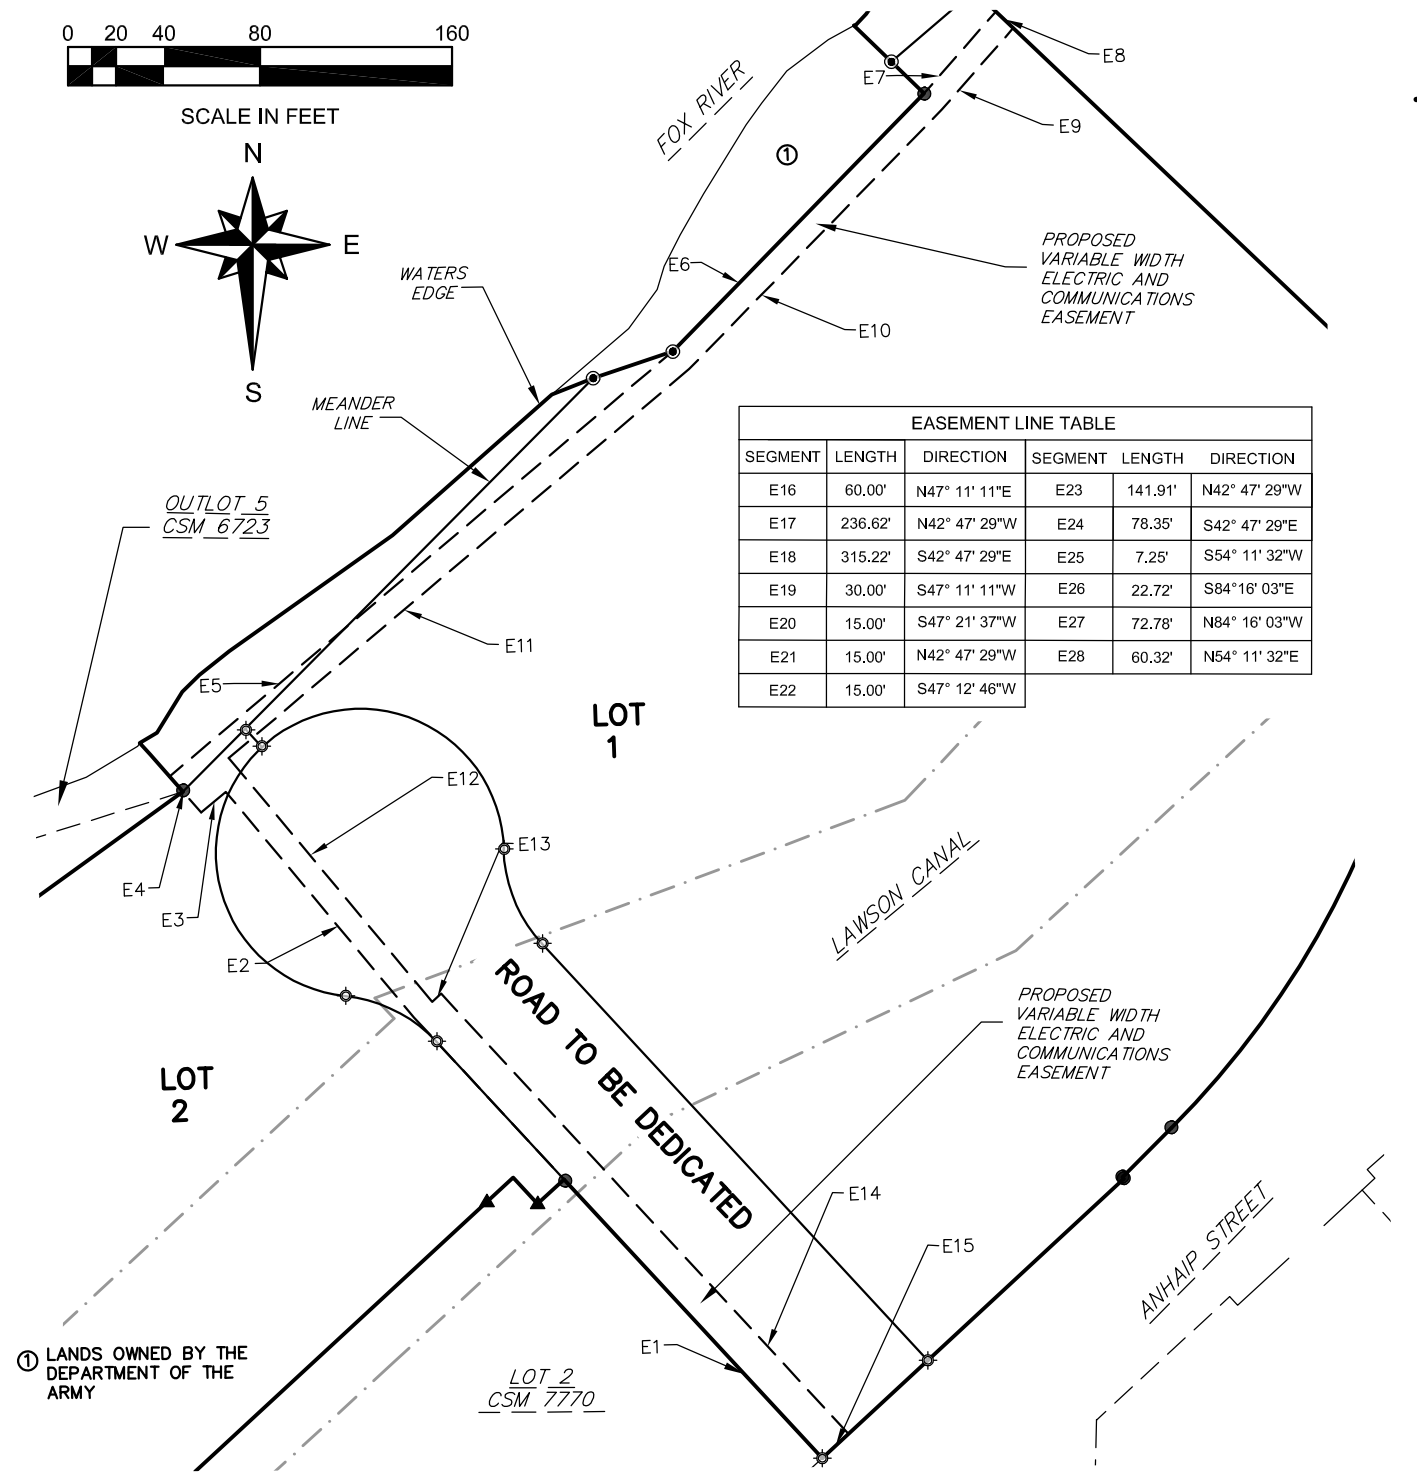 0 20 40 80 160
SCALE IN FEET
N
W E
S
FOX RIVER
①
E7
E8
E9
E6
E10
PROPOSED
VARIABLE WIDTH
ELECTRIC AND
COMMUNICATIONS
EASEMENT
WATERS
EDGE
MEANDER
LINE
OUTLOT 5
CSM 6723
EASEMENT LINE TABLE
SEGMENT LENGTH DIRECTION SEGMENT LENGTH DIRECTION
E16 60.00' N47° 11' 11"E E23 141.91' N42° 47' 29"W
E17 236.62' N42° 47' 29"W E24 78.35' S42° 47' 29"E
E18 315.22' S42° 47' 29"E E25 7.25' S54° 11' 32"W
E19 30.00' S47° 11' 11"W E26 22.72' S84°16' 03"E
E20 15.00' S47° 21' 37"W E27 72.78' N84° 16' 03"W
E21 15.00' N42° 47' 29"W E28 60.32' N54° 11' 32"E
E22 15.00' S47° 12' 46"W
E11
E5
LOT
1
E12
E13
E4
E3
E2
LAWSON CANAL
ROAD TO BE DEDICATED
PROPOSED
VARIABLE WIDTH
ELECTRIC AND
COMMUNICATIONS
EASEMENT
LOT
2
E14
E15
ANHAIP STREET
E1
① LANDS OWNED BY THE
DEPARTMENT OF THE
ARMY
LOT 2
CSM 7770